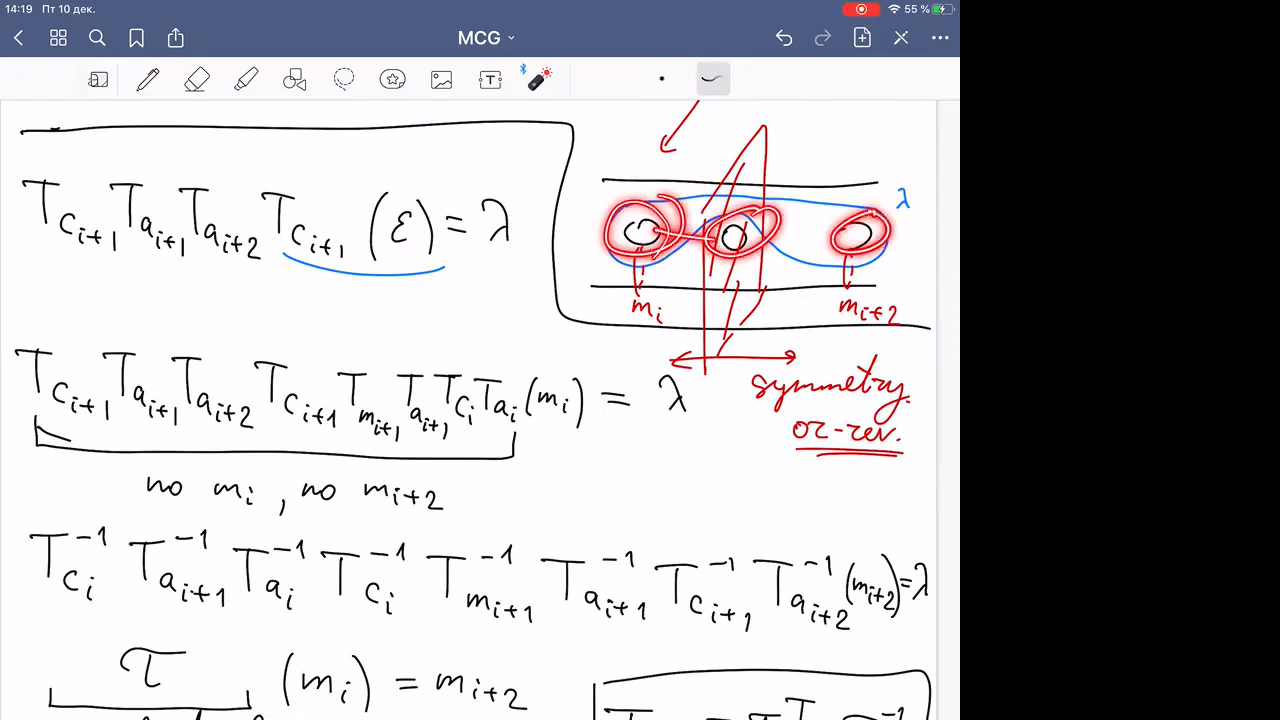 14:19 Пт 10 дек. 55 %
MCG
T_{c_{i+1}} T_{a_{i+1}} T_{a_{i+2}} T_{c_{i+1}} (ε) = λ
λ
m_i m_{i+2}
symmetry
or-rev.
T_{c_{i+1}} T_{a_{i+1}} T_{a_{i+2}} T_{c_{i+1}} T_{m_{i+1}} T_{a_{i+1}} T_{c_i} T_{a_i} (m_i) = λ
no m_i, no m_{i+2}
T_{c_i}^{-1} T_{a_{i+1}}^{-1} T_{a_i}^{-1} T_{c_i}^{-1} T_{m_{i+1}}^{-1} T_{a_{i+1}}^{-1} T_{c_{i+1}}^{-1} T_{a_{i+2}}^{-1} (m_{i+2}) = λ
τ (m_i) = m_{i+2}